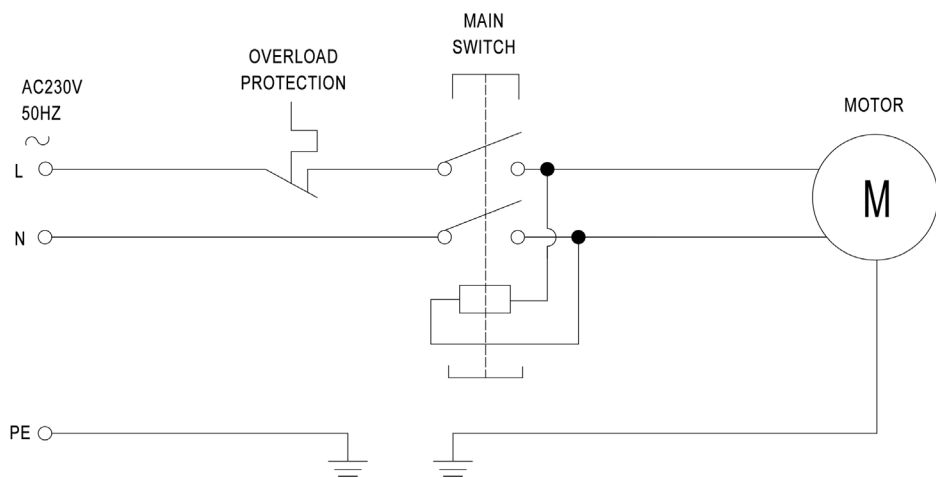 MAIN
SWITCH
OVERLOAD
PROTECTION
AC230V
50HZ
MOTOR
L
M
N
PE